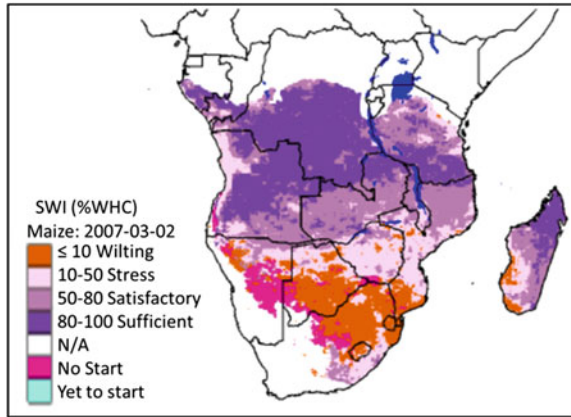 SWI (%WHC)
Maize: 2007-03-02
≤ 10 Wilting
10-50 Stress
50-80 Satisfactory
80-100 Sufficient
N/A
No Start
Yet to start